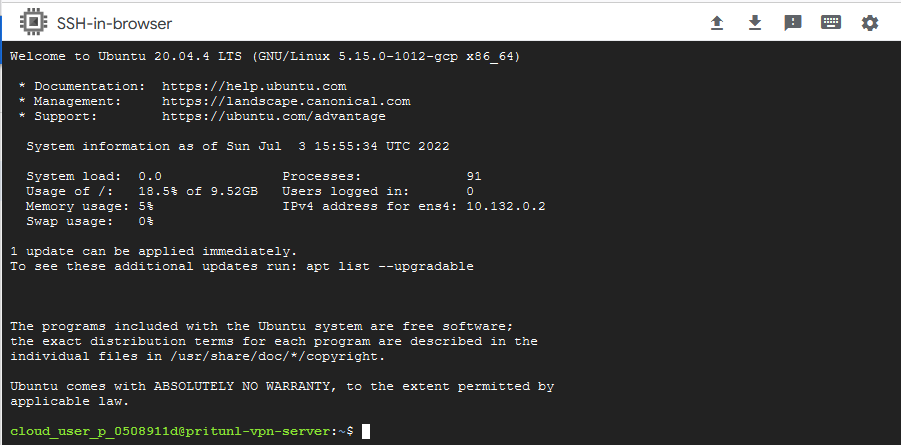 SSH-in-browser
Welcome to Ubuntu 20.04.4 LTS (GNU/Linux 5.15.0-1012-gcp x86_64)
* Documentation:  https://help.ubuntu.com
* Management:     https://landscape.canonical.com
* Support:        https://ubuntu.com/advantage
System information as of Sun Jul  3 15:55:34 UTC 2022
System load:  0.0               Processes:             91
Usage of /:   18.5% of 9.52GB   Users logged in:       0
Memory usage: 5%                IPv4 address for ens4: 10.132.0.2
Swap usage:   0%
1 update can be applied immediately.
To see these additional updates run: apt list --upgradable
The programs included with the Ubuntu system are free software;
the exact distribution terms for each program are described in the
individual files in /usr/share/doc/*/copyright.
Ubuntu comes with ABSOLUTELY NO WARRANTY, to the extent permitted by
applicable law.
cloud_user_p_0508911d@pritunl-vpn-server:~$